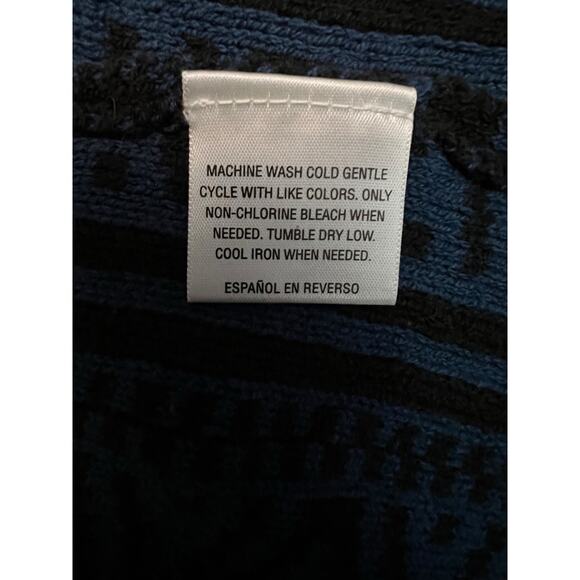 MACHINE WASH COLD GENTLE
CYCLE WITH LIKE COLORS. ONLY
NON-CHLORINE BLEACH WHEN
NEEDED. TUMBLE DRY LOW.
COOL IRON WHEN NEEDED.
ESPAÑOL EN REVERSO